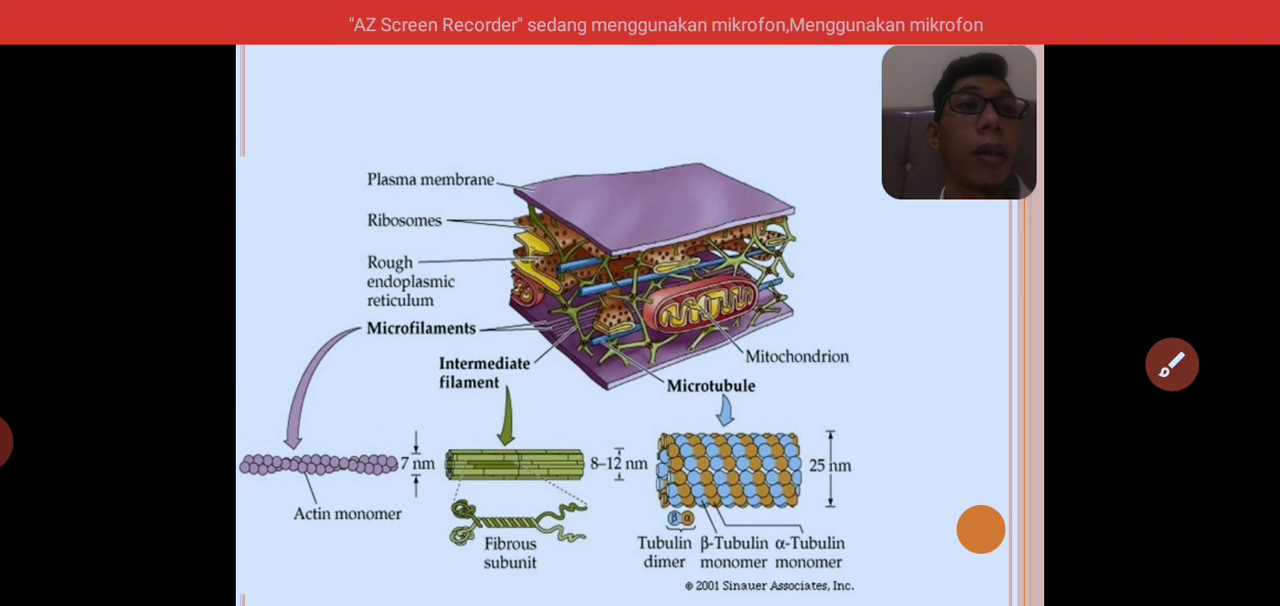 "AZ Screen Recorder" sedang menggunakan mikrofon,Menggunakan mikrofon
Plasma membrane
Ribosomes
Rough
endoplasmic
reticulum
Microfilaments
Intermediate
filament
Mitochondrion
Microtubule
7 nm
8–12 nm
25 nm
Actin monomer
Fibrous
subunit
β α
Tubulin
dimer
β-Tubulin
monomer
α-Tubulin
monomer
© 2001 Sinauer Associates, Inc.